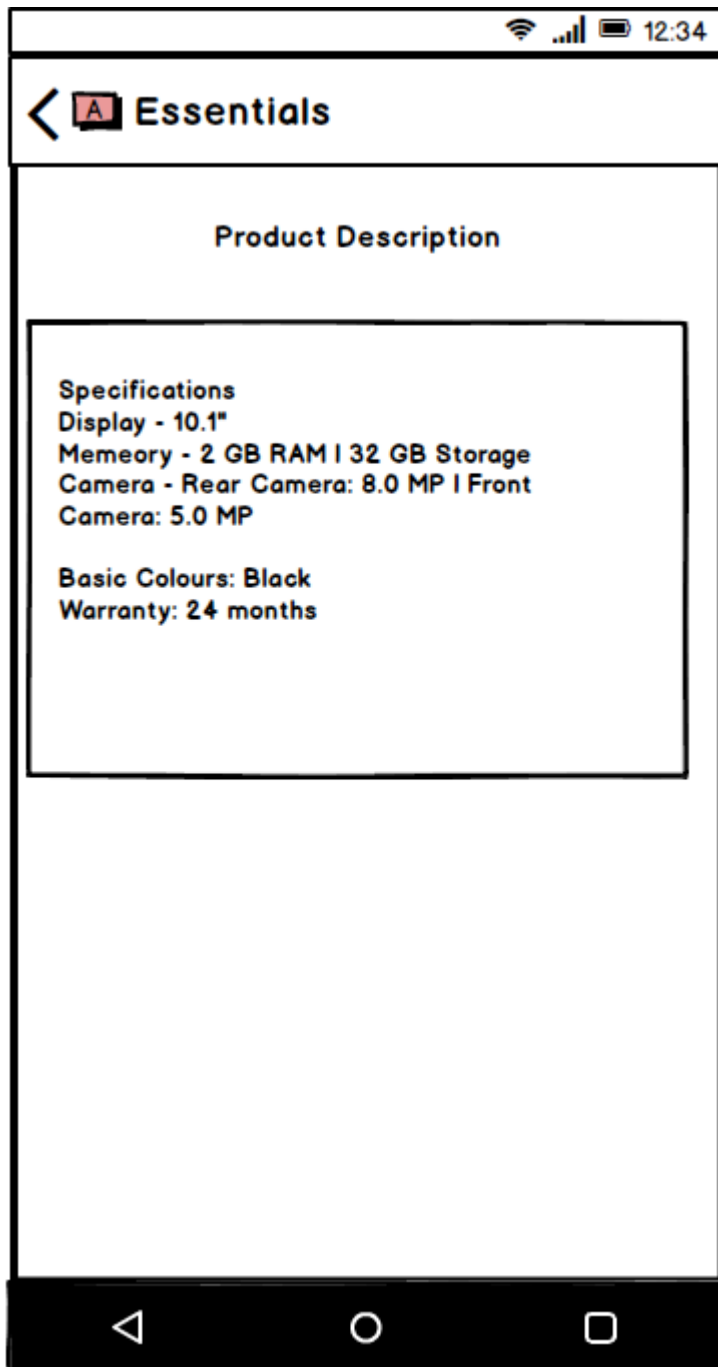 12:34
A Essentials
Product Description
Specifications
Display - 10.1"
Memeory - 2 GB RAM | 32 GB Storage
Camera - Rear Camera: 8.0 MP | Front
Camera: 5.0 MP
Basic Colours: Black
Warranty: 24 months